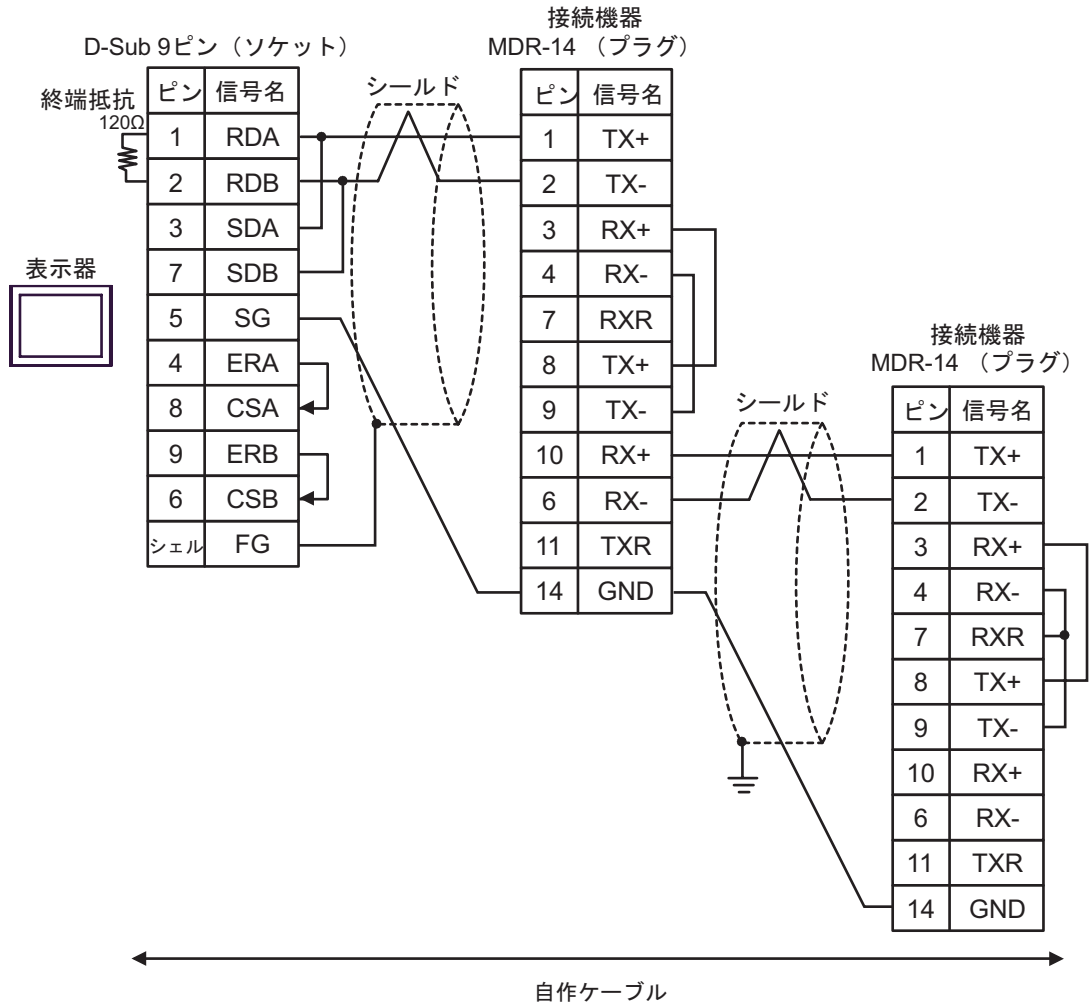 接続機器
D-Sub 9ピン（ソケット）
MDR-14 （プラグ）
シールド
終端抵抗
120Ω
ピン 信号名
1 RDA
2 RDB
3 SDA
7 SDB
5 SG
4 ERA
8 CSA
9 ERB
6 CSB
シェル FG
表示器
ピン 信号名
1 TX+
2 TX-
3 RX+
4 RX-
7 RXR
8 TX+
9 TX-
10 RX+
6 RX-
11 TXR
14 GND
シールド
接続機器
MDR-14 （プラグ）
ピン 信号名
1 TX+
2 TX-
3 RX+
4 RX-
7 RXR
8 TX+
9 TX-
10 RX+
6 RX-
11 TXR
14 GND
自作ケーブル